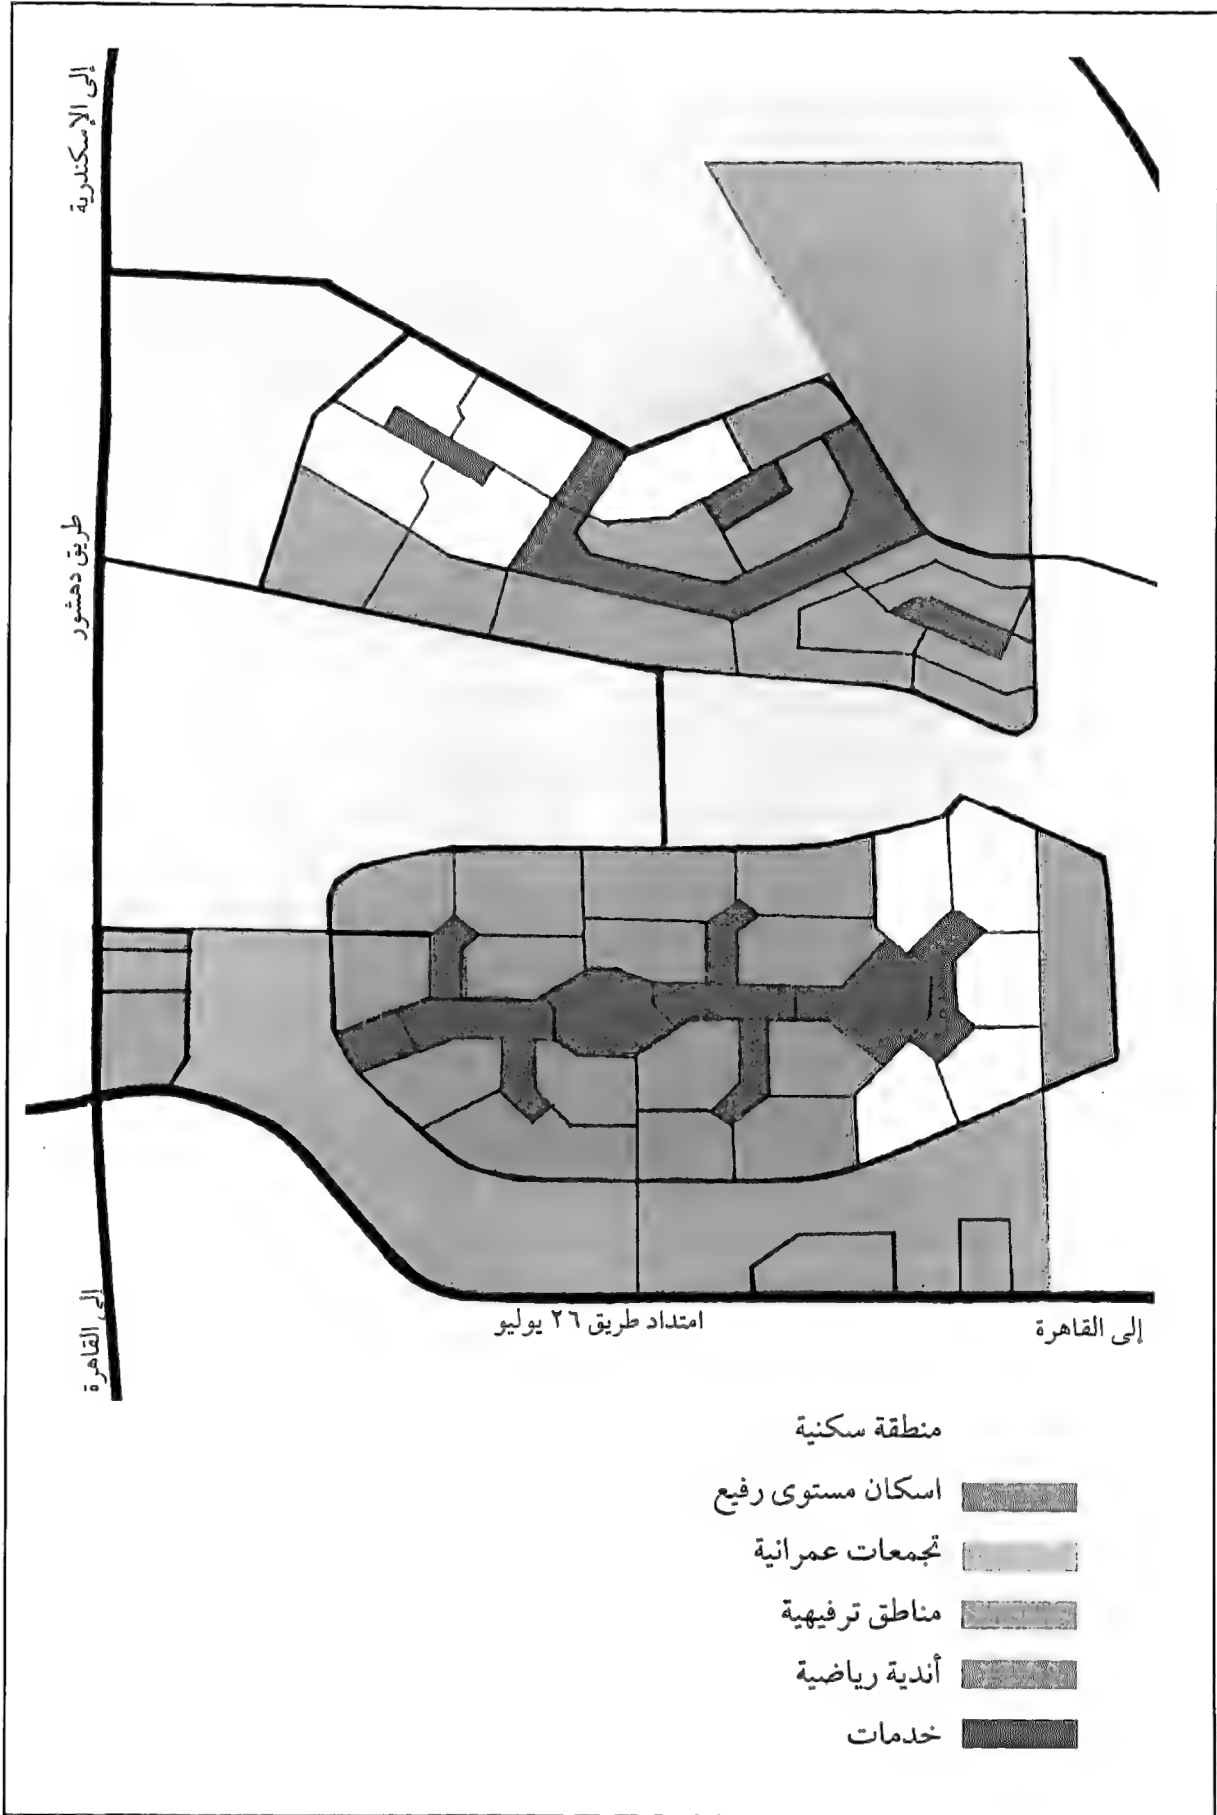 إلى الإسكندرية
طريق دهشور
إلى القاهرة
امتداد طريق ٢٦ يوليو
إلى القاهرة
منطقة سكنية
اسكان مستوى رفيع
تجمعات عمرانية
مناطق ترفيهية
أندية رياضية
خدمات